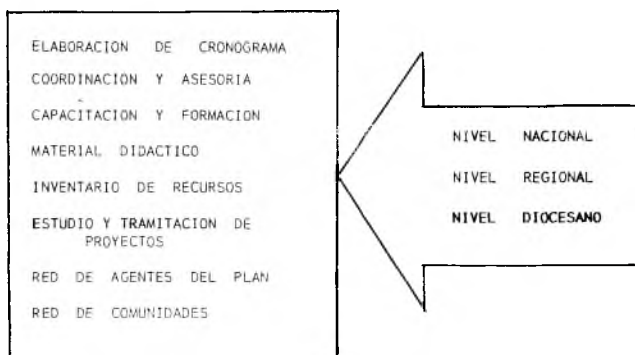 ELABORACION DE CRONOGRAMA
COORDINACION Y ASESORIA
CAPACITACION Y FORMACION
MATERIAL DIDACTICO
INVENTARIO DE RECURSOS
ESTUDIO Y TRAMITACION DE
PROYECTOS
RED DE AGENTES DEL PLAN
RED DE COMUNIDADES
NIVEL NACIONAL
NIVEL REGIONAL
NIVEL DIOCESANO